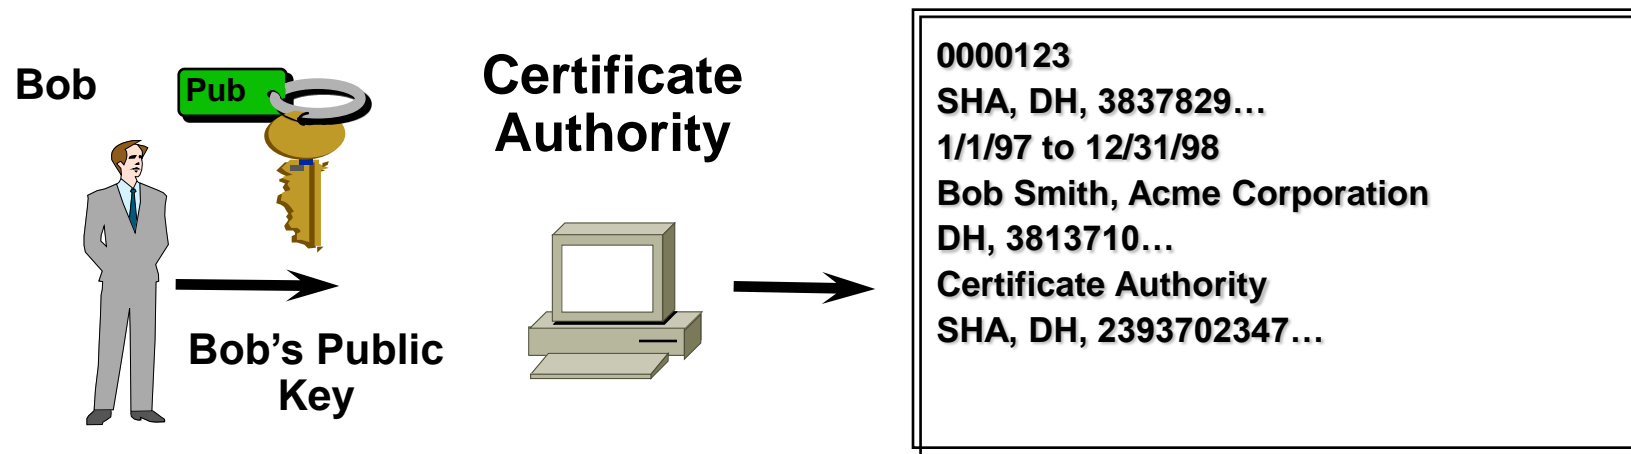 Bob
Pub
Certificate
Authority
Bob’s Public
Key
0000123
SHA, DH, 3837829…
1/1/97 to 12/31/98
Bob Smith, Acme Corporation
DH, 3813710…
Certificate Authority
SHA, DH, 2393702347…